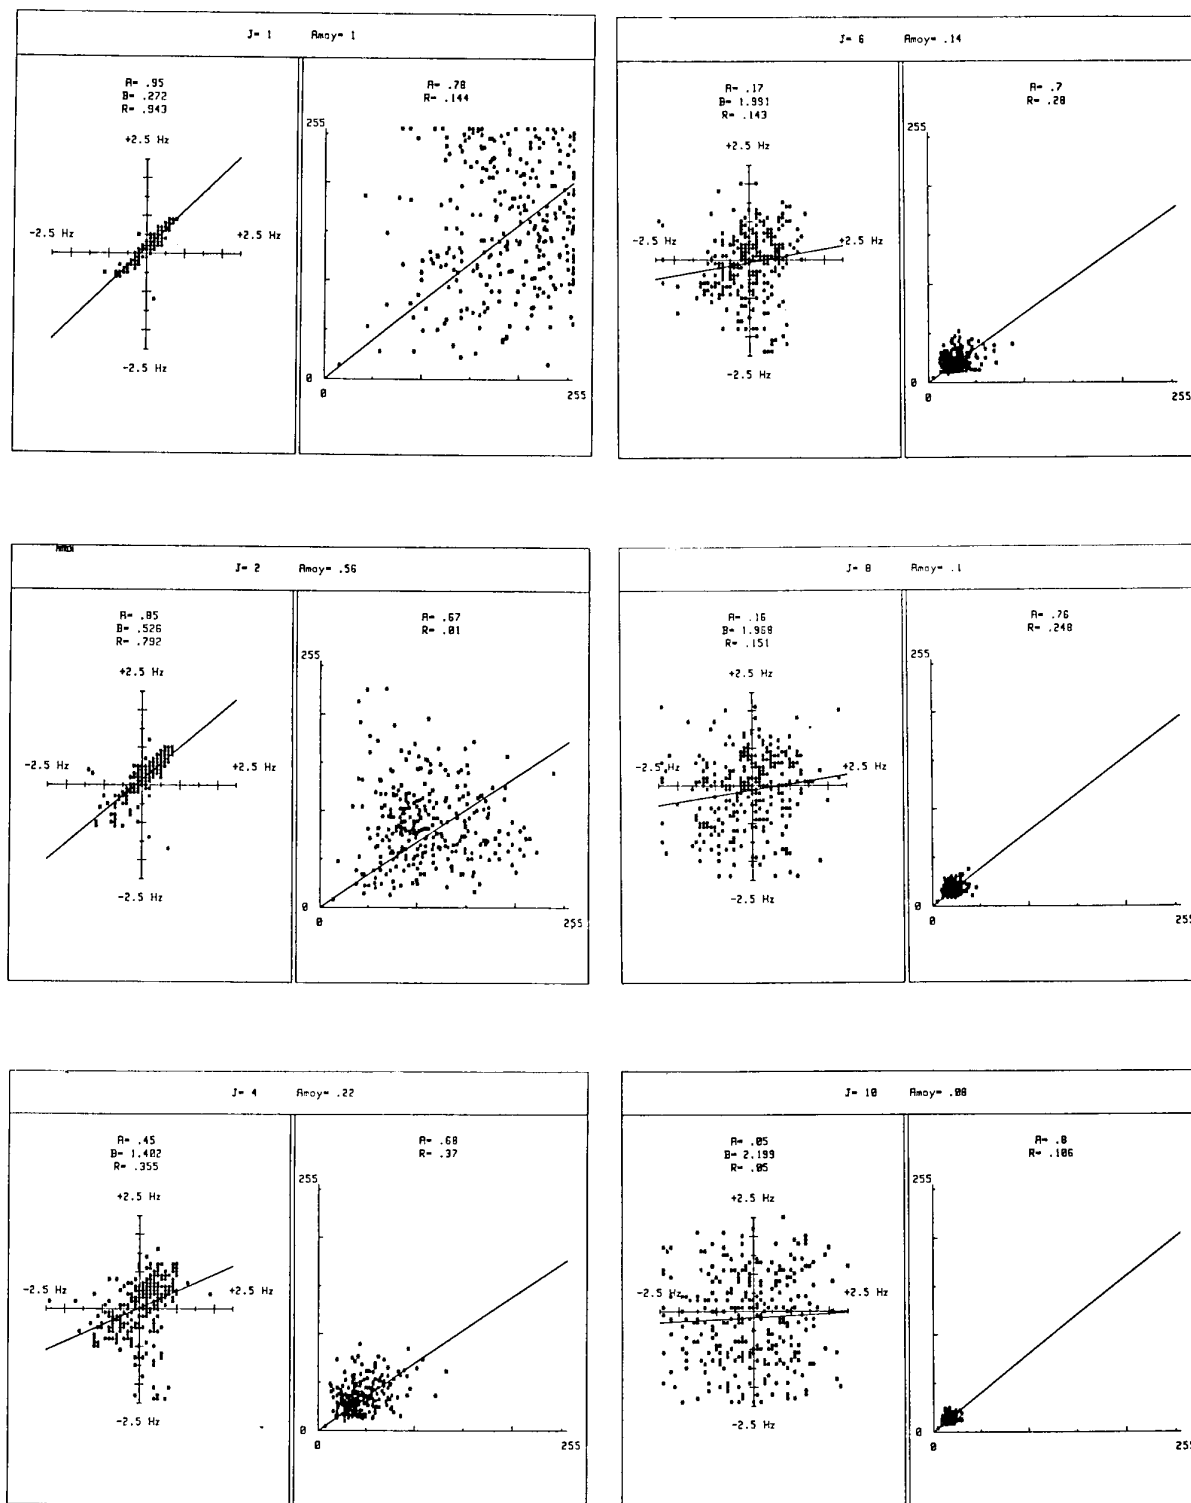 J= 1 Amoy= 1
A= .95
B= .272
R= .943
+2.5 Hz
-2.5 Hz
+2.5 Hz
-2.5 Hz
A= .78
R= .144
255
0
0
255
J= 6 Amoy= .14
A= .17
B= 1.991
R= .143
+2.5 Hz
-2.5 Hz
+2.5 Hz
-2.5 Hz
A= .7
R= .28
255
0
0
255
J= 2 Amoy= .56
A= .85
B= .526
R= .792
+2.5 Hz
-2.5 Hz
+2.5 Hz
-2.5 Hz
A= .67
R= .01
255
0
0
255
J= 8 Amoy= .1
A= .16
B= 1.968
R= .151
+2.5 Hz
-2.5 Hz
+2.5 Hz
-2.5 Hz
A= .76
R= .248
255
0
0
255
J= 4 Amoy= .22
A= .45
B= 1.402
R= .355
+2.5 Hz
-2.5 Hz
+2.5 Hz
-2.5 Hz
A= .68
R= .37
255
0
0
255
J= 10 Amoy= .08
A= .05
B= 2.199
R= .05
+2.5 Hz
-2.5 Hz
+2.5 Hz
-2.5 Hz
A= .8
R= .106
255
0
0
255